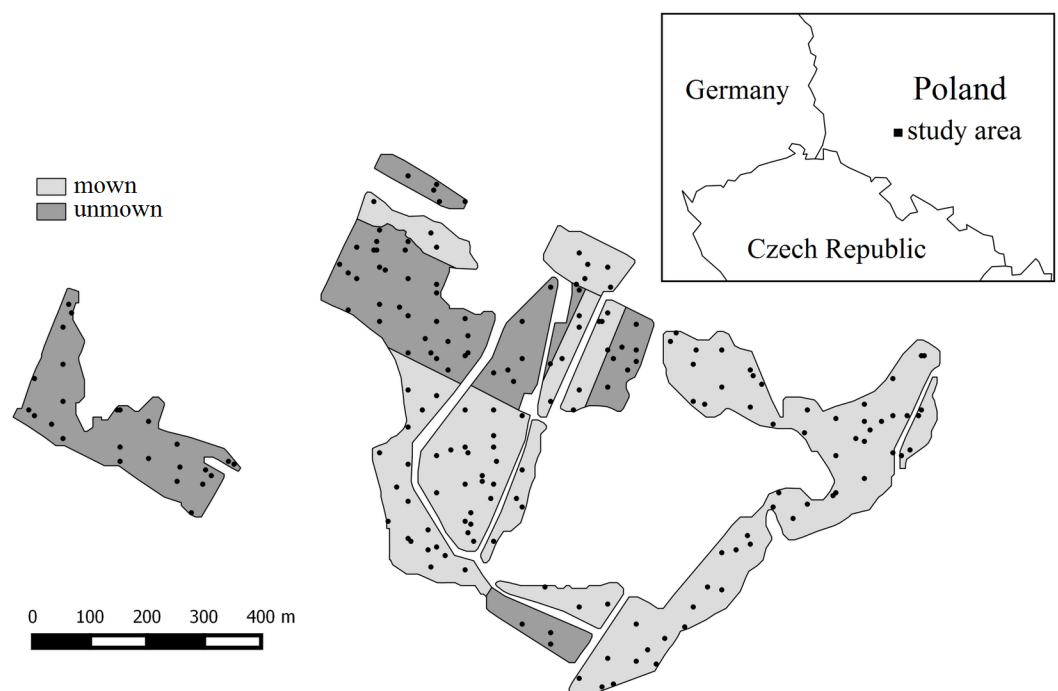 Germany
Poland
study area
Czech Republic
mown
unmown
0 100 200 300 400 m